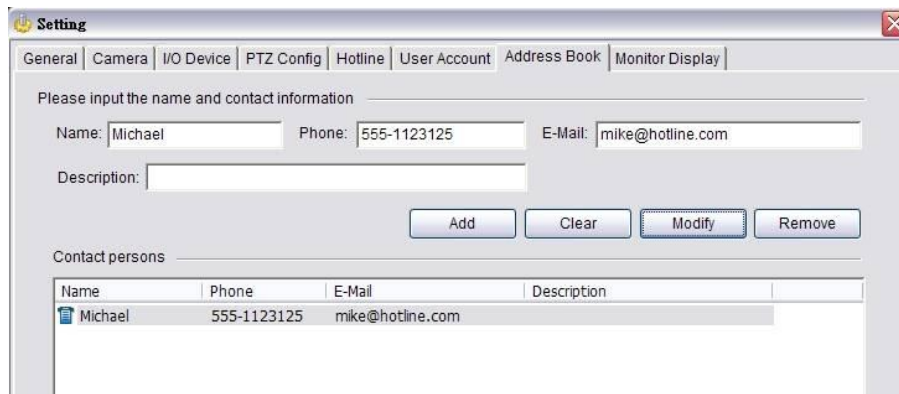 Setting
General Camera I/O Device PTZ Config Hotline User Account Address Book Monitor Display
Please input the name and contact information
Name: Michael Phone: 555-1123125 E-Mail: mike@hotline.com
Description:
Add Clear Modify Remove
Contact persons
Name Phone E-Mail Description
Michael 555-1123125 mike@hotline.com